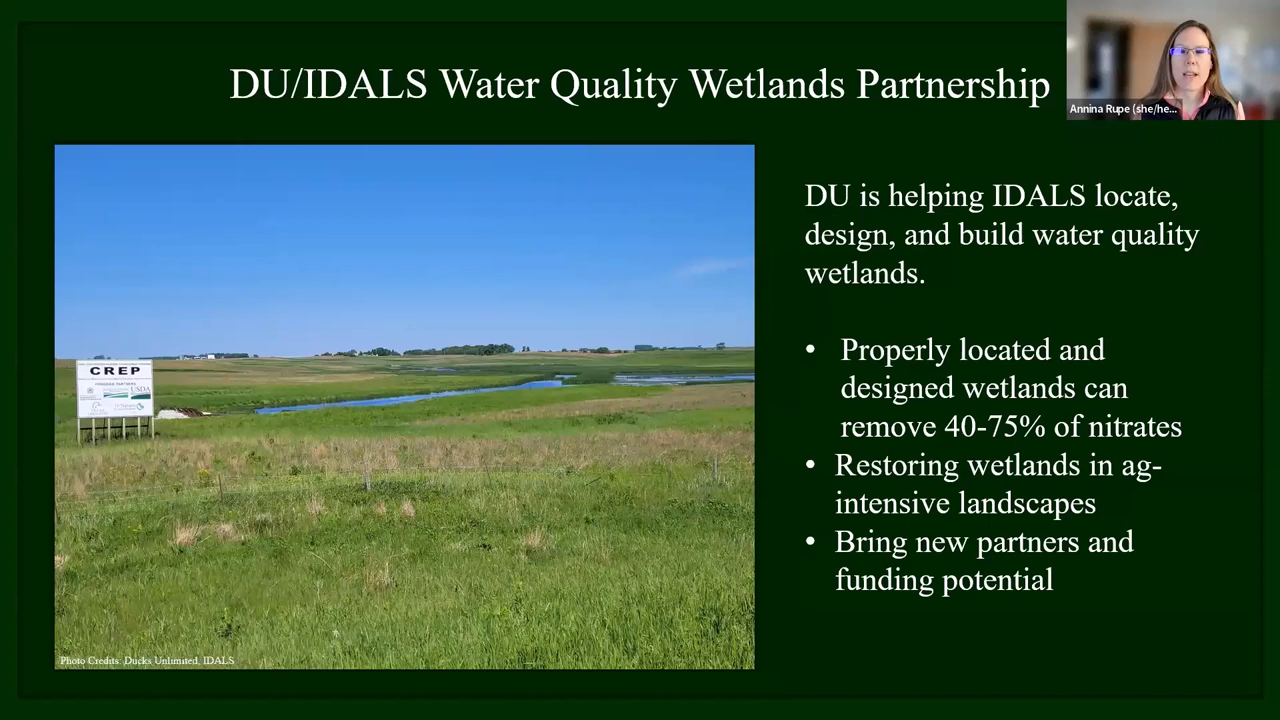 DU/IDALS Water Quality Wetlands Partnership
Annina Rupe (she/he...
DU is helping IDALS locate,
design, and build water quality
wetlands.
• Properly located and
designed wetlands can
remove 40-75% of nitrates
• Restoring wetlands in ag-
intensive landscapes
• Bring new partners and
funding potential
CREP
PROGRAM PARTNERS
USDA
Photo Credits: Ducks Unlimited, IDALS